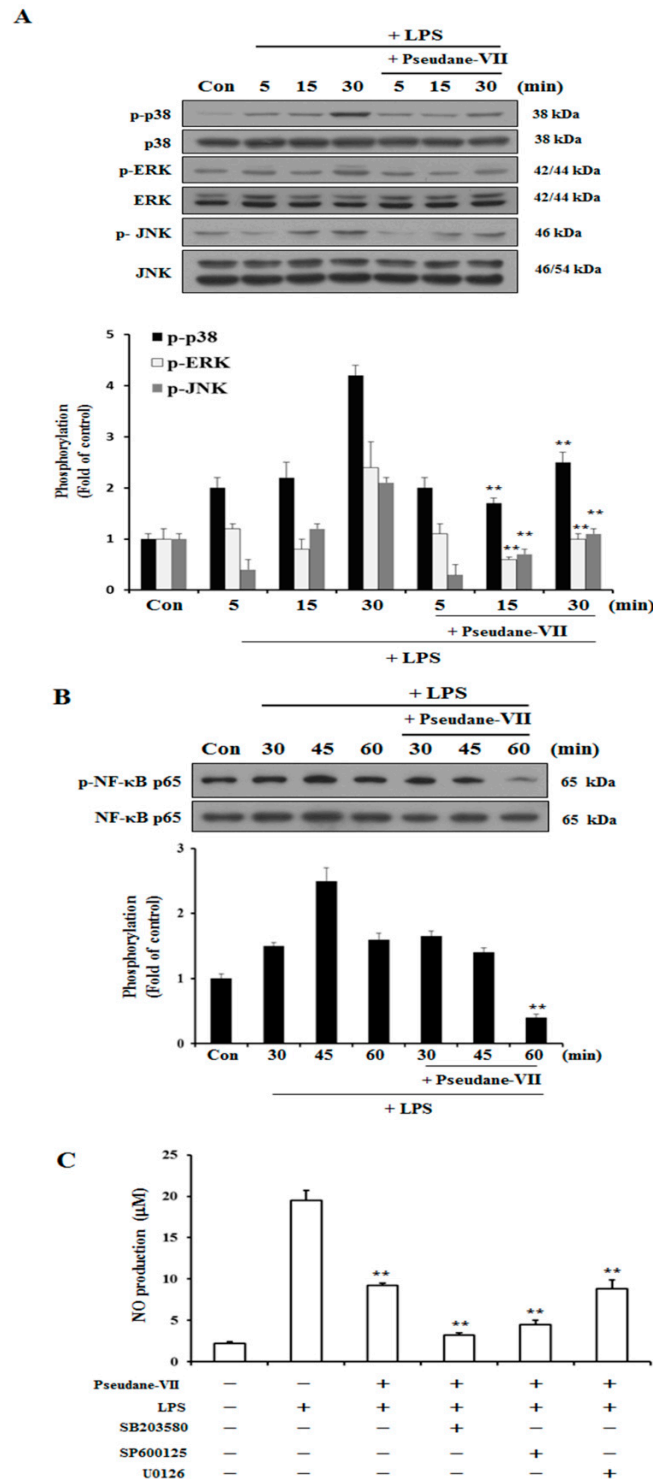 A
+ LPS
+ Pseudane-VII
Con 5 15 30 5 15 30 (min)
p-p38 38 kDa
p38 38 kDa
p-ERK 42/44 kDa
ERK 42/44 kDa
p- JNK 46 kDa
JNK 46/54 kDa
Phosphorylation
(Fold of control)
5
4
3
2
1
0
p-p38
p-ERK
p-JNK
** ** ** ** ** **
Con 5 15 30 5 15 30 (min)
+ Pseudane-VII
+ LPS
B
+ LPS
+ Pseudane-VII
Con 30 45 60 30 45 60 (min)
p-NF-κB p65 65 kDa
NF-κB p65 65 kDa
Phosphorylation
(Fold of control)
3
2
1
0
**
Con 30 45 60 30 45 60 (min)
+ Pseudane-VII
+ LPS
C
NO production (μM)
25
20
15
10
5
0
** ** ** **
Pseudane-VII – – + + + +
LPS – + + + + +
SB203580 – – – + – –
SP600125 – – – – + –
U0126 – – – – – +